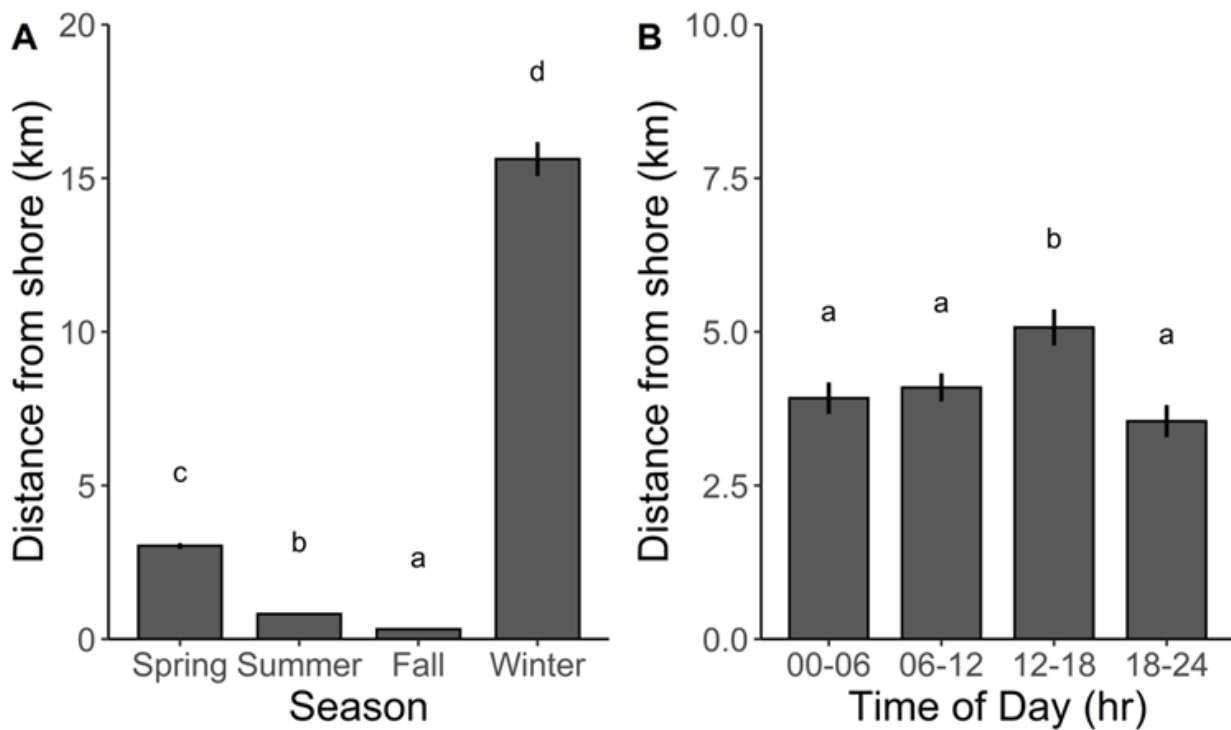 A
Distance from shore (km)
20
15
10
5
0
c
b
a
d
Spring Summer Fall Winter
Season
B
Distance from shore (km)
10.0
7.5
5.0
2.5
0.0
a
a
b
a
00-06 06-12 12-18 18-24
Time of Day (hr)